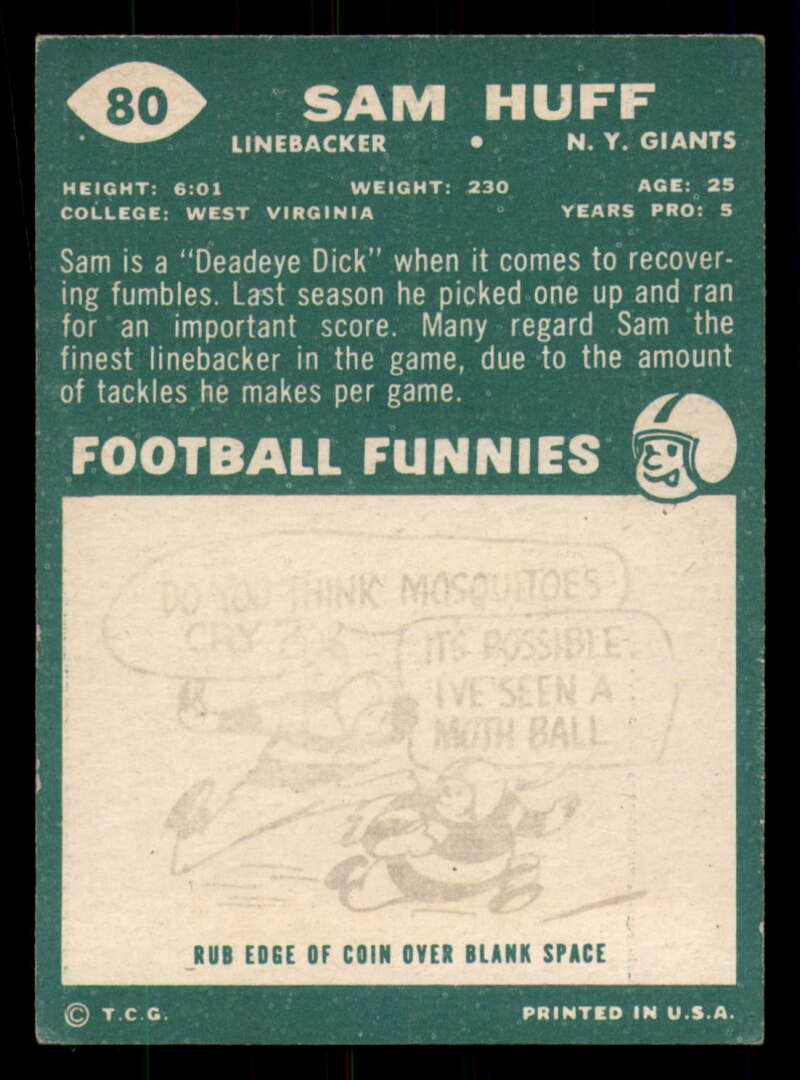 80
SAM HUFF
LINEBACKER • N. Y. GIANTS
HEIGHT: 6:01 WEIGHT: 230 AGE: 25
COLLEGE: WEST VIRGINIA YEARS PRO: 5
Sam is a "Deadeye Dick" when it comes to recover-
ing fumbles. Last season he picked one up and ran
for an important score. Many regard Sam the
finest linebacker in the game, due to the amount
of tackles he makes per game.
FOOTBALL FUNNIES
DO YOU THINK MOSQUITOES
CRY?
ITS POSSIBLE
IVE SEEN A
MOTH BALL
RUB EDGE OF COIN OVER BLANK SPACE
© T.C.G. PRINTED IN U.S.A.